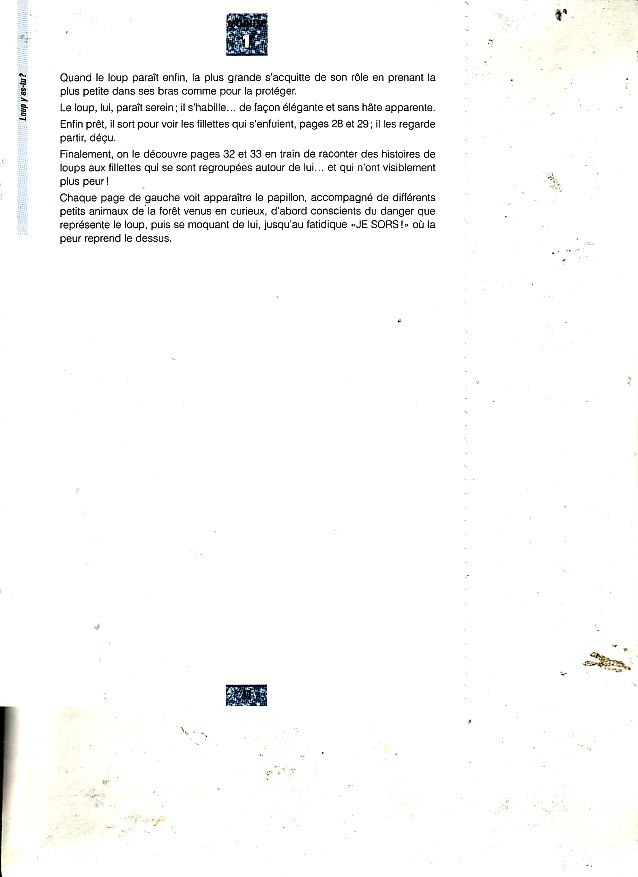 1
Loup y as-tu?
Quand le loup paraît enfin, la plus grande s'acquitte de son rôle en prenant la
plus petite dans ses bras comme pour la protéger.
Le loup, lui, paraît serein ; il s'habille... de façon élégante et sans hâte apparente.
Enfin prêt, il sort pour voir les fillettes qui s'enfuient, pages 28 et 29 ; il les regarde
partir, déçu.
Finalement, on le découvre pages 32 et 33 en train de raconter des histoires de
loups aux fillettes qui se sont regroupées autour de lui... et qui n'ont visiblement
plus peur !
Chaque page de gauche voit apparaître le papillon, accompagné de différents
petits animaux de la forêt venus en curieux, d'abord conscients du danger que
représente le loup, puis se moquant de lui, jusqu'au fatidique «JE SORS!» où la
peur reprend le dessus.